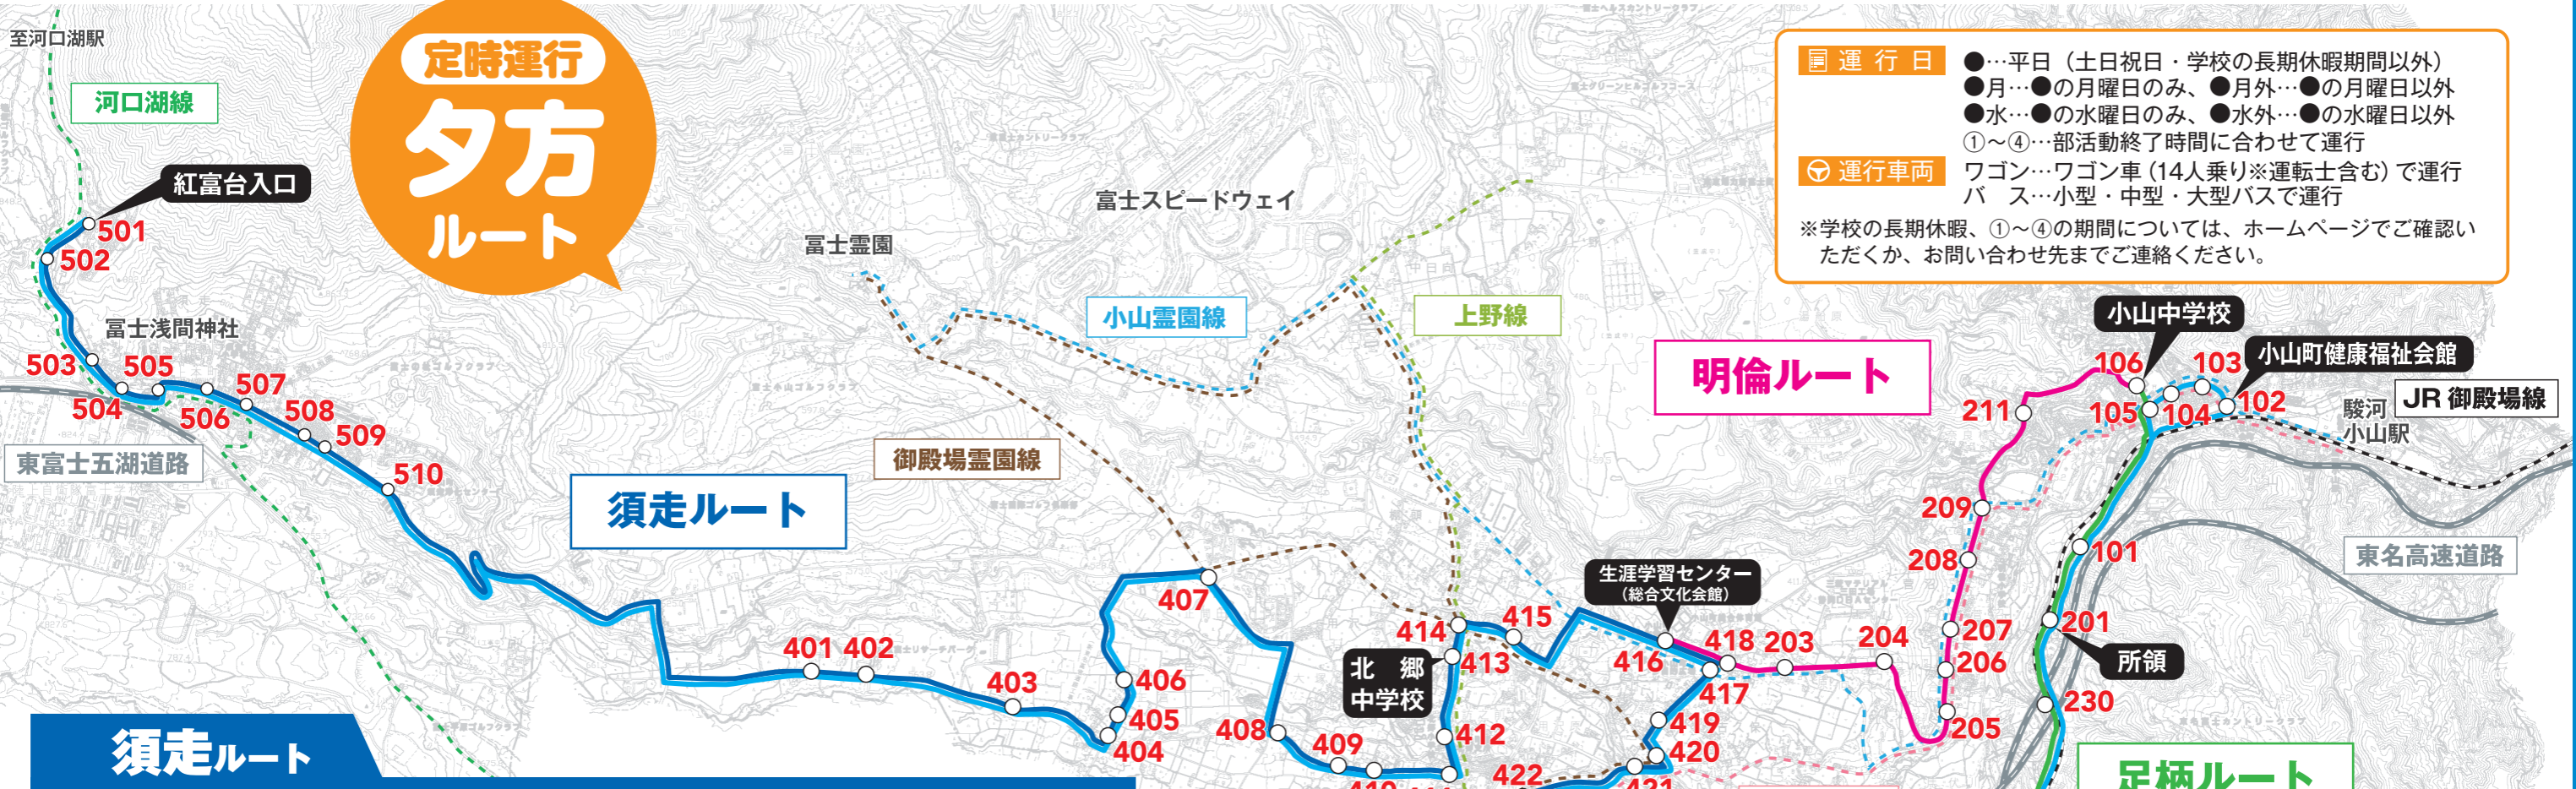 至河口湖駅
河口湖線
紅富台入口
501
502
定時運行
夕方
ルート
運行日
●…平日（土日祝日・学校の長期休暇期間以外）
●月…●の月曜日のみ、●月外…●の月曜日以外
●水…●の水曜日のみ、●水外…●の水曜日以外
①～④…部活動終了時間に合わせて運行
運行車両
ワゴン…ワゴン車（14人乗り※運転士含む）で運行
バ　ス…小型・中型・大型バスで運行
※学校の長期休暇、①～④の期間については、ホームページでご確認い
ただくか、お問い合わせ先までご連絡ください。
富士スピードウェイ
冨士霊園
小山霊園線
上野線
冨士浅間神社
503
504
505
506
507
508
509
510
東富士五湖道路
御殿場霊園線
須走ルート
明倫ルート
小山中学校
小山町健康福祉会館
106
103
105
104
102
JR 御殿場線
駿河
小山駅
211
209
208
101
東名高速道路
207
206
201
所領
205
230
生涯学習センター
（総合文化会館）
407
414
415
416
418
203
204
401
402
403
406
405
404
北　郷
中学校
413
417
408
409
412
419
420
422
421
須走ルート
足柄ルート